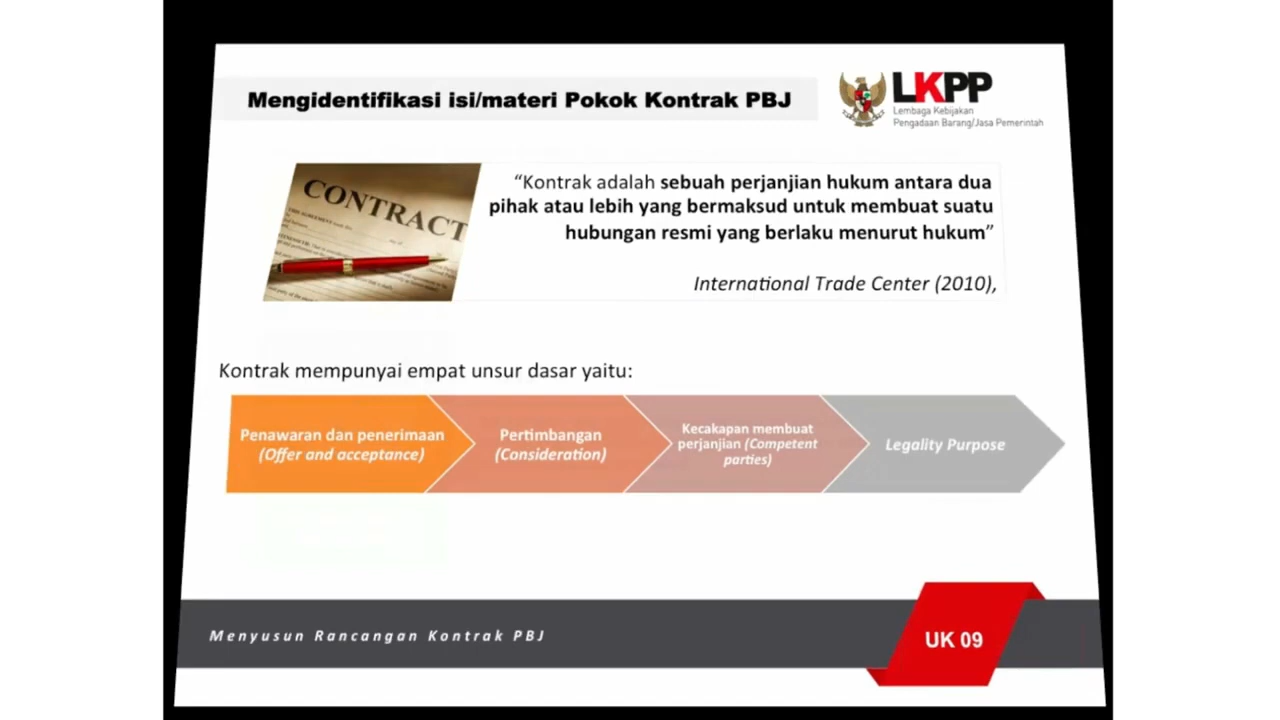 Mengidentifikasi isi/materi Pokok Kontrak PBJ
LKPP
Lembaga Kebijakan
Pengadaan Barang/Jasa Pemerintah
CONTRACT
“Kontrak adalah sebuah perjanjian hukum antara dua
pihak atau lebih yang bermaksud untuk membuat suatu
hubungan resmi yang berlaku menurut hukum”
International Trade Center (2010),
Kontrak mempunyai empat unsur dasar yaitu:
Penawaran dan penerimaan
(Offer and acceptance)
Pertimbangan
(Consideration)
Kecakapan membuat
perjanjian (Competent
parties)
Legality Purpose
Menyusun Rancangan Kontrak PBJ
UK 09